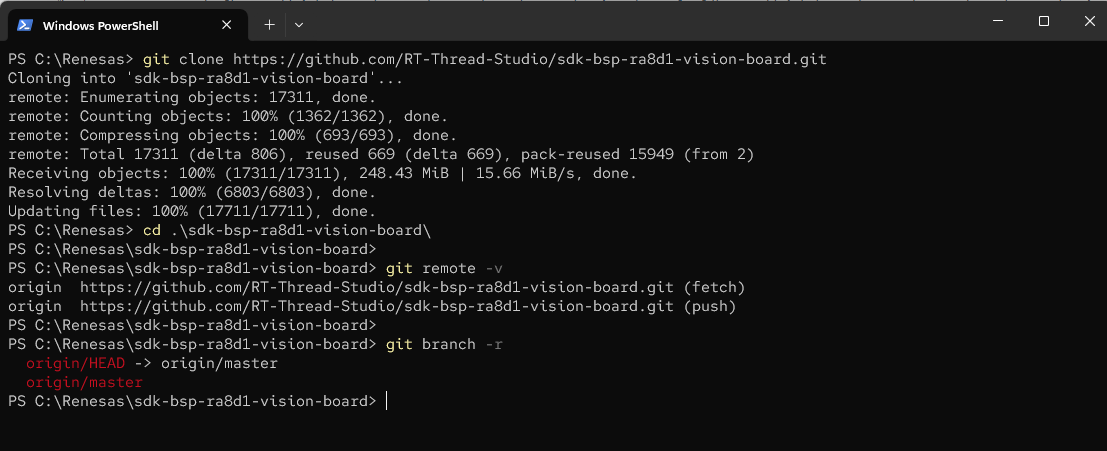 Windows PowerShell
PS C:\Renesas> git clone https://github.com/RT-Thread-Studio/sdk-bsp-ra8d1-vision-board.git
Cloning into 'sdk-bsp-ra8d1-vision-board'...
remote: Enumerating objects: 17311, done.
remote: Counting objects: 100% (1362/1362), done.
remote: Compressing objects: 100% (693/693), done.
remote: Total 17311 (delta 806), reused 669 (delta 669), pack-reused 15949 (from 2)
Receiving objects: 100% (17311/17311), 248.43 MiB | 15.66 MiB/s, done.
Resolving deltas: 100% (6803/6803), done.
Updating files: 100% (17711/17711), done.
PS C:\Renesas> cd .\sdk-bsp-ra8d1-vision-board\
PS C:\Renesas\sdk-bsp-ra8d1-vision-board>
PS C:\Renesas\sdk-bsp-ra8d1-vision-board> git remote -v
origin  https://github.com/RT-Thread-Studio/sdk-bsp-ra8d1-vision-board.git (fetch)
origin  https://github.com/RT-Thread-Studio/sdk-bsp-ra8d1-vision-board.git (push)
PS C:\Renesas\sdk-bsp-ra8d1-vision-board>
PS C:\Renesas\sdk-bsp-ra8d1-vision-board> git branch -r
  origin/HEAD -> origin/master
  origin/master
PS C:\Renesas\sdk-bsp-ra8d1-vision-board>